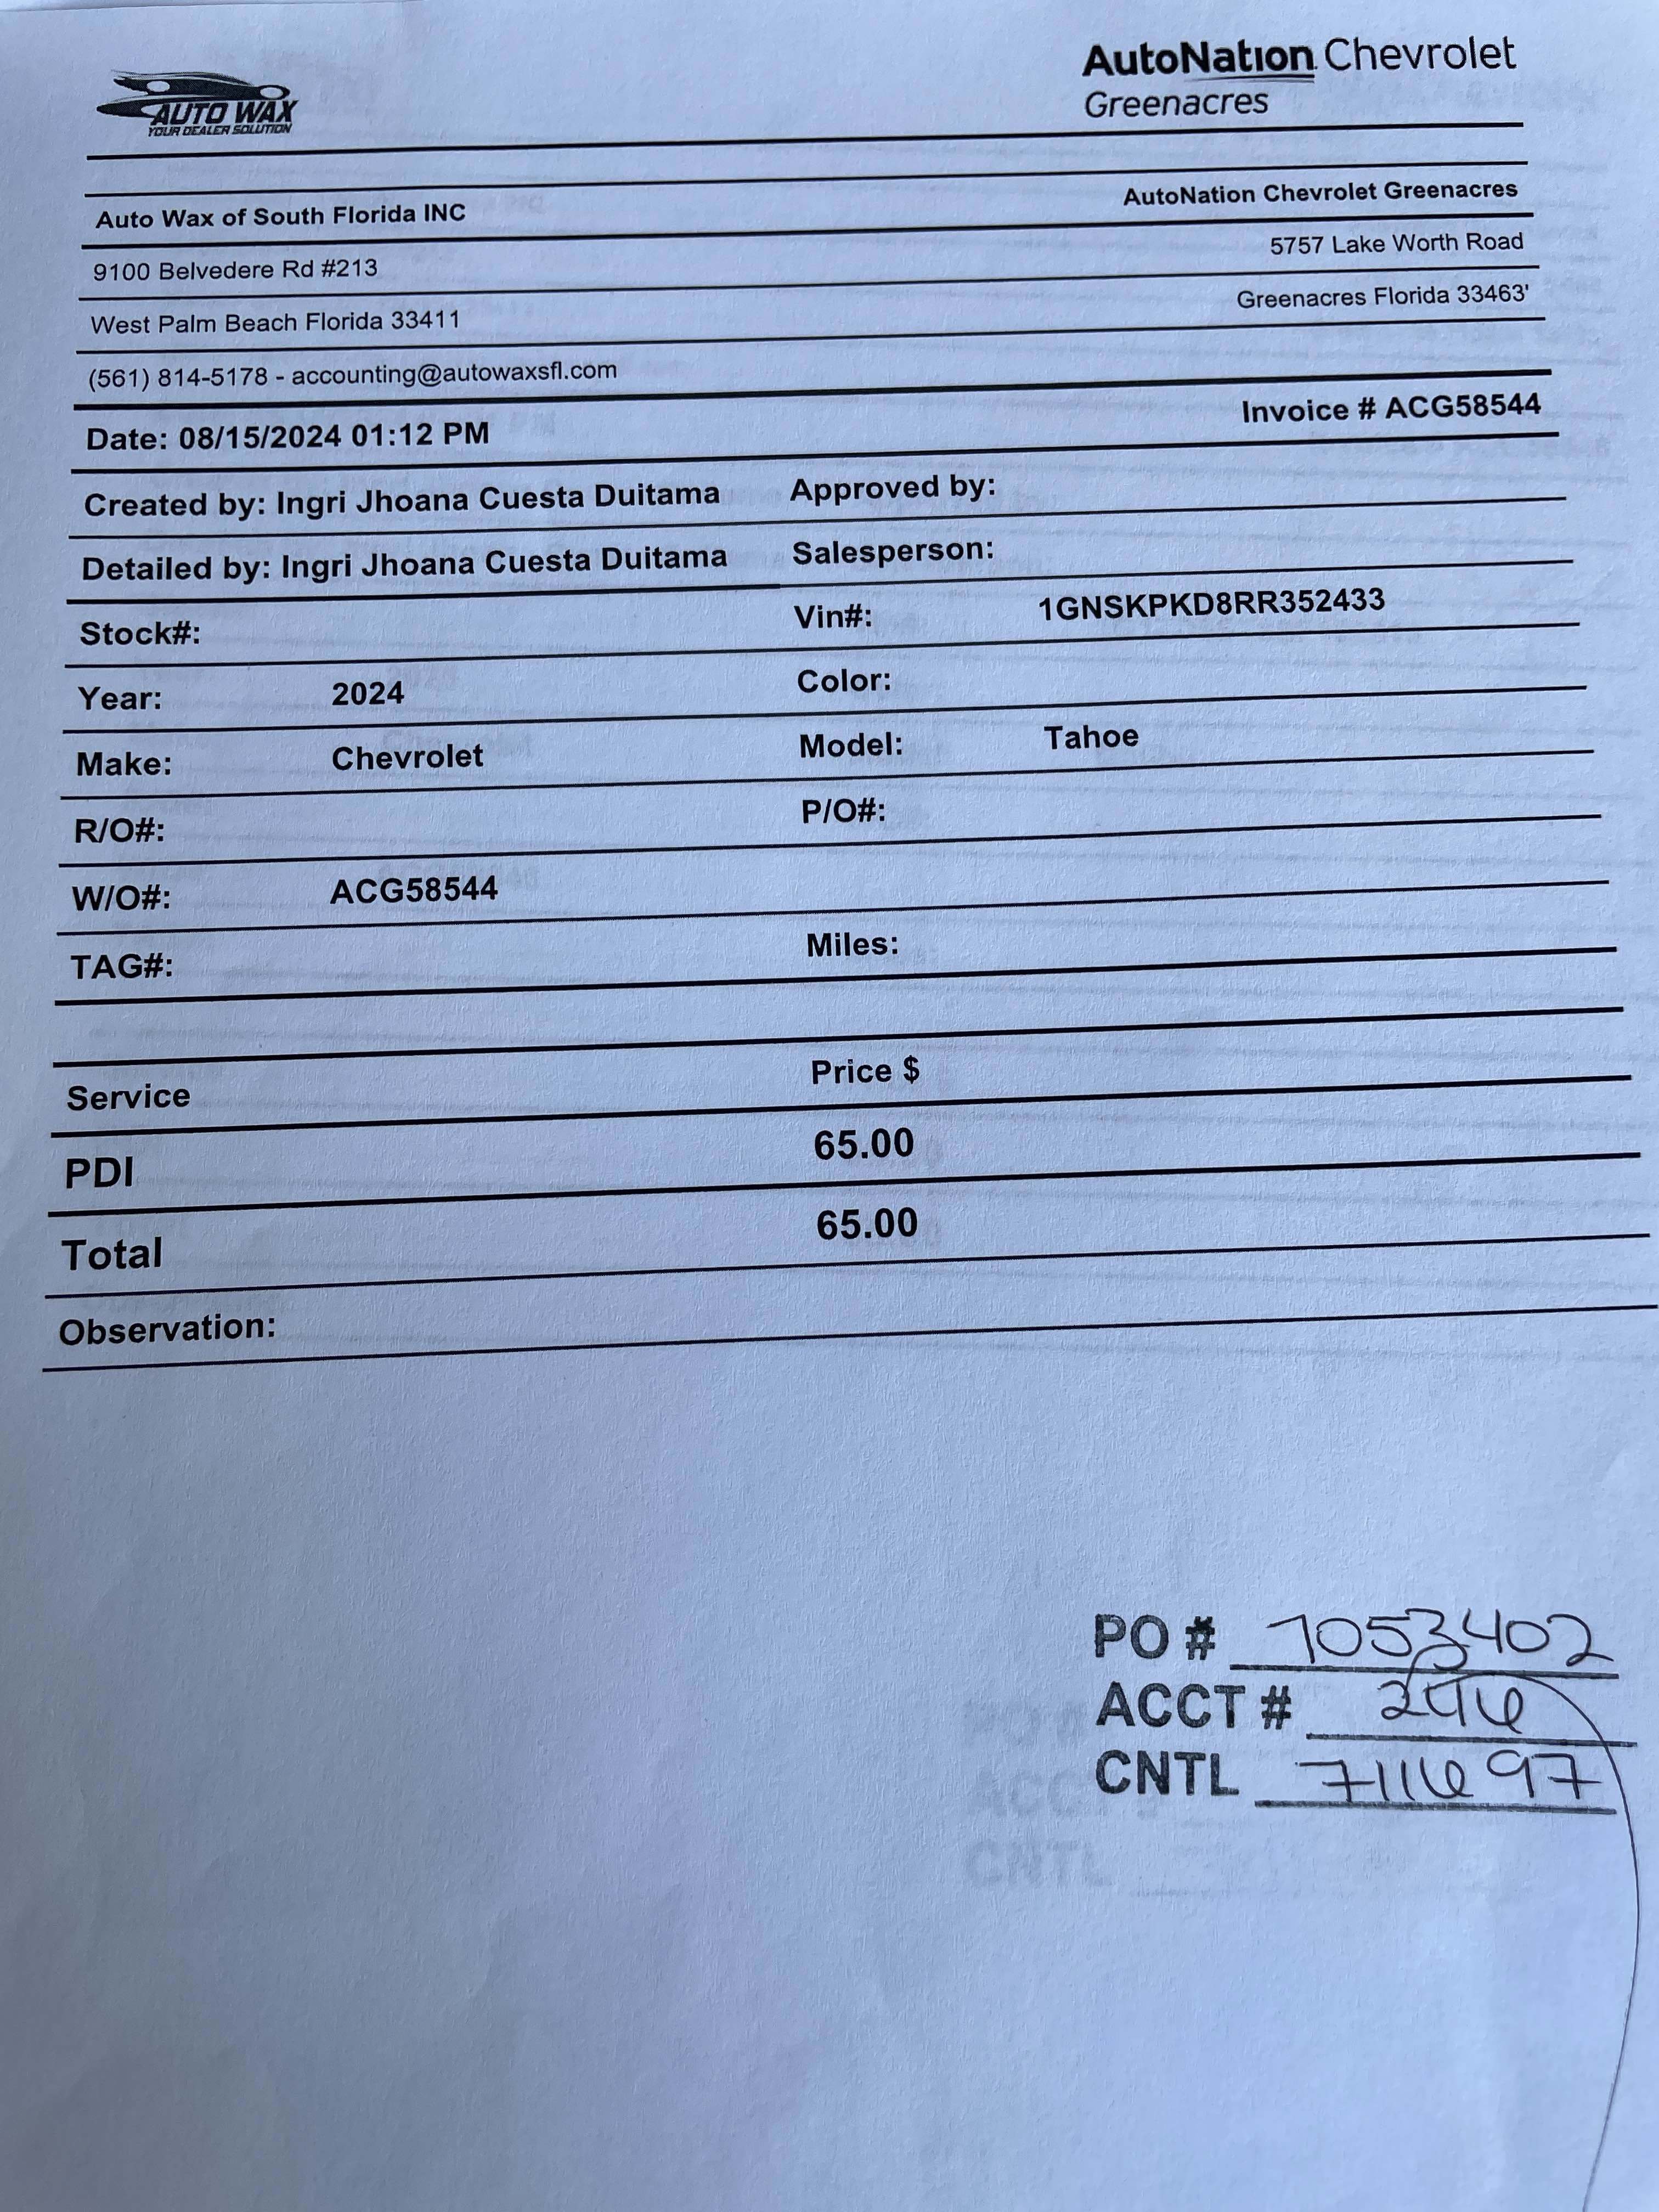 AUTO WAX
YOUR DEALER SOLUTION
AutoNation Chevrolet
Greenacres
Auto Wax of South Florida INC
AutoNation Chevrolet Greenacres
9100 Belvedere Rd #213
5757 Lake Worth Road
West Palm Beach Florida 33411
Greenacres Florida 33463'
(561) 814-5178 - accounting@autowaxsfl.com
Date: 08/15/2024 01:12 PM
Invoice # ACG58544
Created by: Ingri Jhoana Cuesta Duitama Approved by:
Detailed by: Ingri Jhoana Cuesta Duitama Salesperson:
Stock#: Vin#: 1GNSKPKD8RR352433
Year: 2024 Color:
Make: Chevrolet Model: Tahoe
R/O#: P/O#:
W/O#: ACG58544
TAG#: Miles:
Service Price $
PDI 65.00
Total 65.00
Observation:
PO # 7053402
ACCT #
CNTL 711697